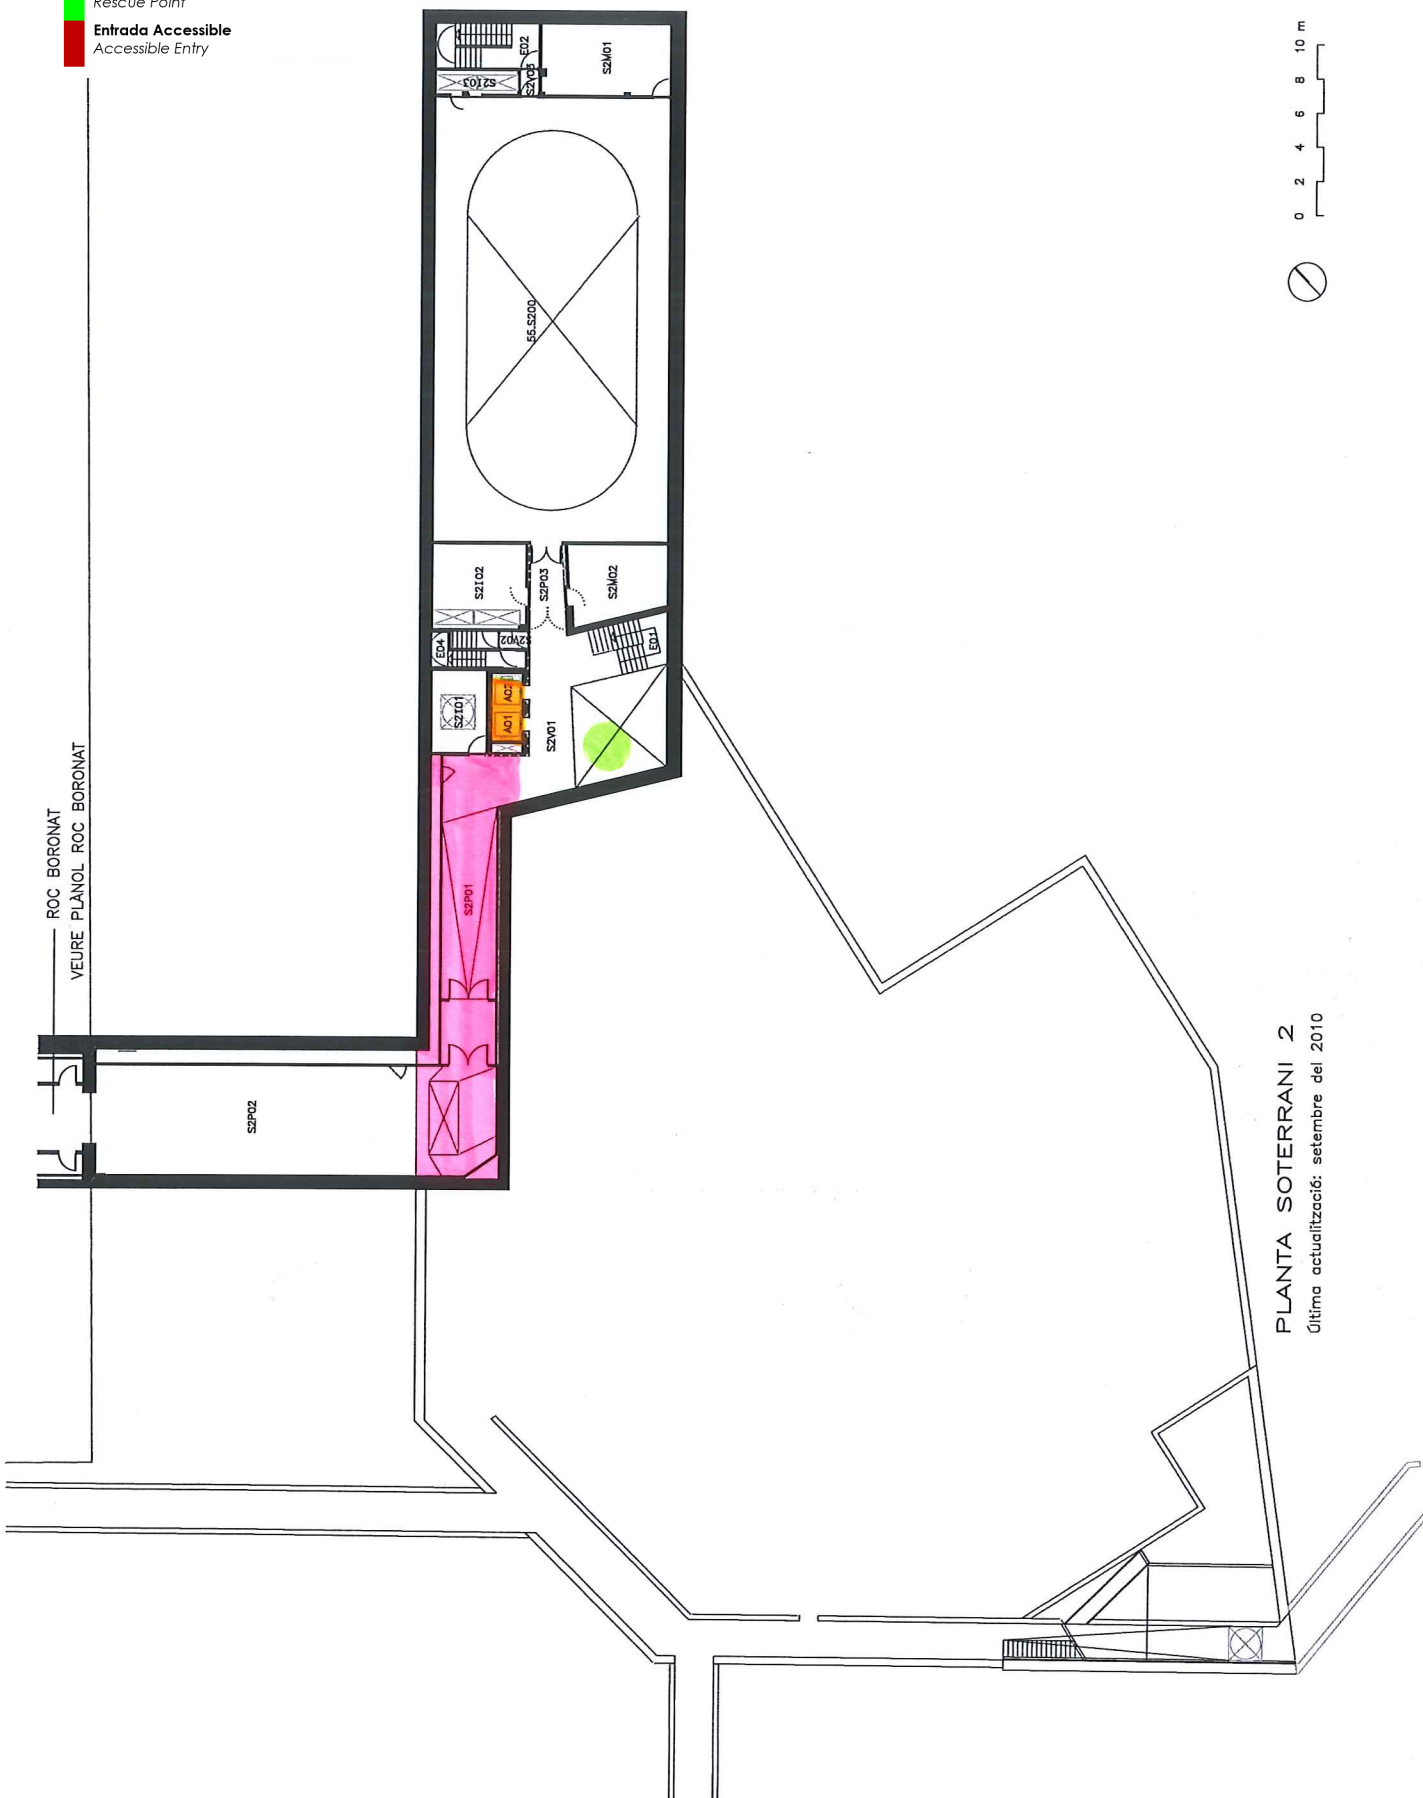 Rescue Point
Entrada Accessible
Accessible Entry
E02
S2M01
S2I03
S2V03
10 m
8
6
4
2
0
55.S200
S2I02
S2P03
S2M02
E04
S2V02
E01
S2I01
A02
A01
S2V01
S2P01
ROC BORONAT
VEURE PLÀNOL ROC BORONAT
S2P02
PLANTA SOTERRANI 2
Última actualització: setembre del 2010